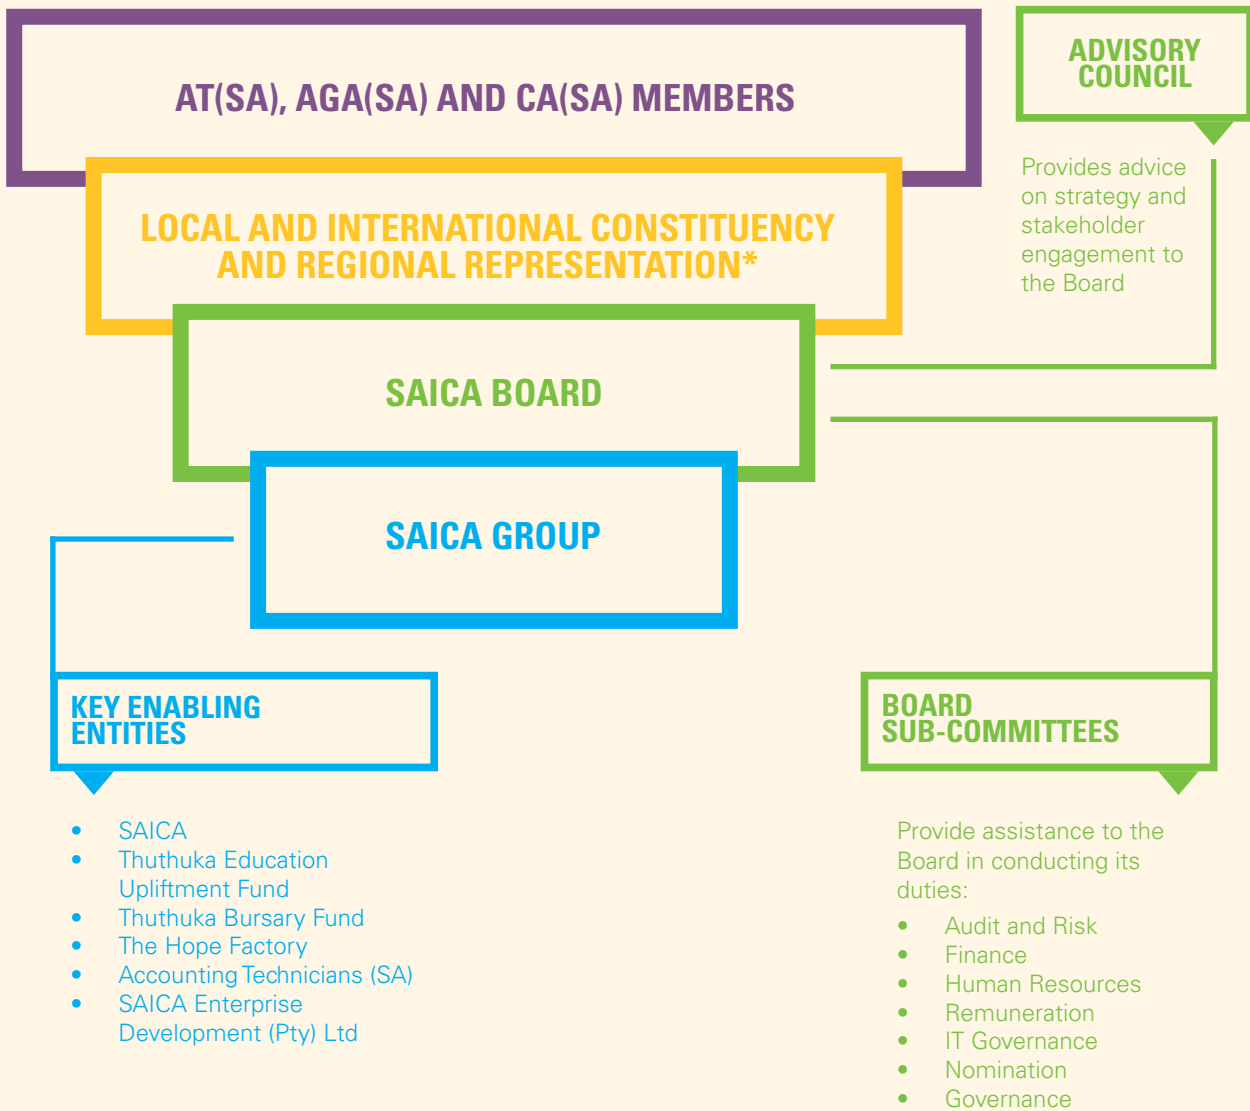 AT(SA), AGA(SA) AND CA(SA) MEMBERS
ADVISORY
COUNCIL
Provides advice
on strategy and
stakeholder
engagement to
the Board
LOCAL AND INTERNATIONAL CONSTITUENCY
AND REGIONAL REPRESENTATION*
SAICA BOARD
SAICA GROUP
KEY ENABLING
ENTITIES
• SAICA
• Thuthuka Education
Upliftment Fund
• Thuthuka Bursary Fund
• The Hope Factory
• Accounting Technicians (SA)
• SAICA Enterprise
Development (Pty) Ltd
BOARD
SUB-COMMITTEES
Provide assistance to the
Board in conducting its
duties:
• Audit and Risk
• Finance
• Human Resources
• Remuneration
• IT Governance
• Nomination
• Governance